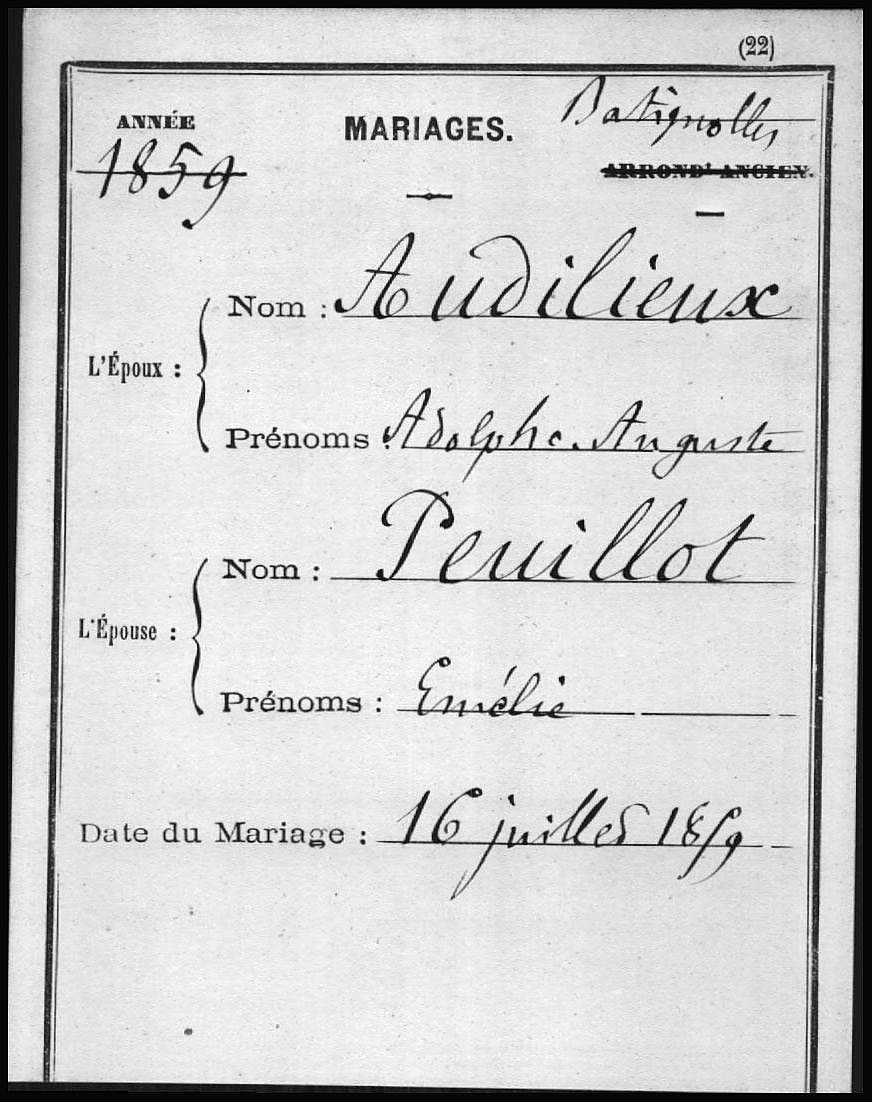 (22)
ANNÉE
1859
MARIAGES.
Batignolles
ARRONDt ANCIEN.
L'Époux :
Nom : Audilieux
Prénoms : Adolphe Auguste
L'Épouse :
Nom : Peuillot
Prénoms : Emélie
Date du Mariage : 16 juillet 1859